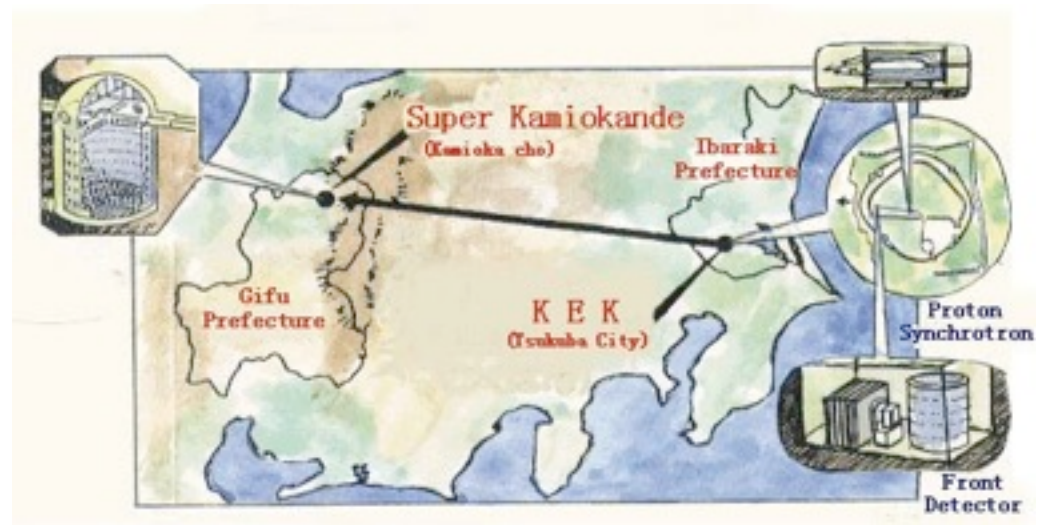 Super Kamiokande
(Kamioka cho)
Ibaraki
Prefecture
Gifu
Prefecture
K E K
(Tsukuba City)
Proton
Synchrotron
Front
Detector